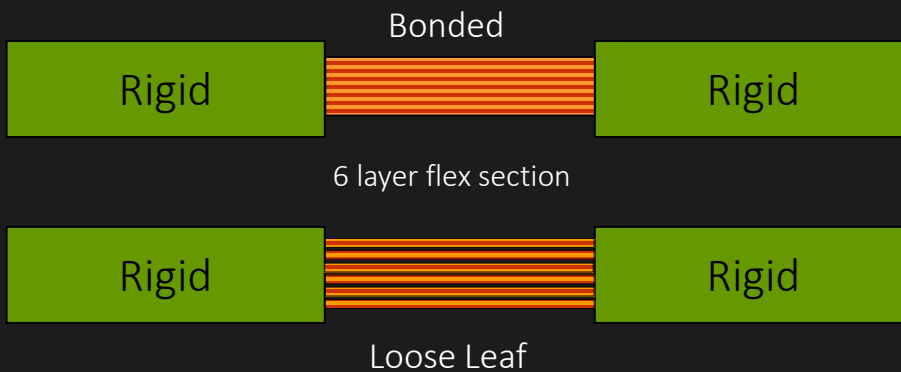 Bonded
Rigid
Rigid
6 layer flex section
Rigid
Rigid
Loose Leaf